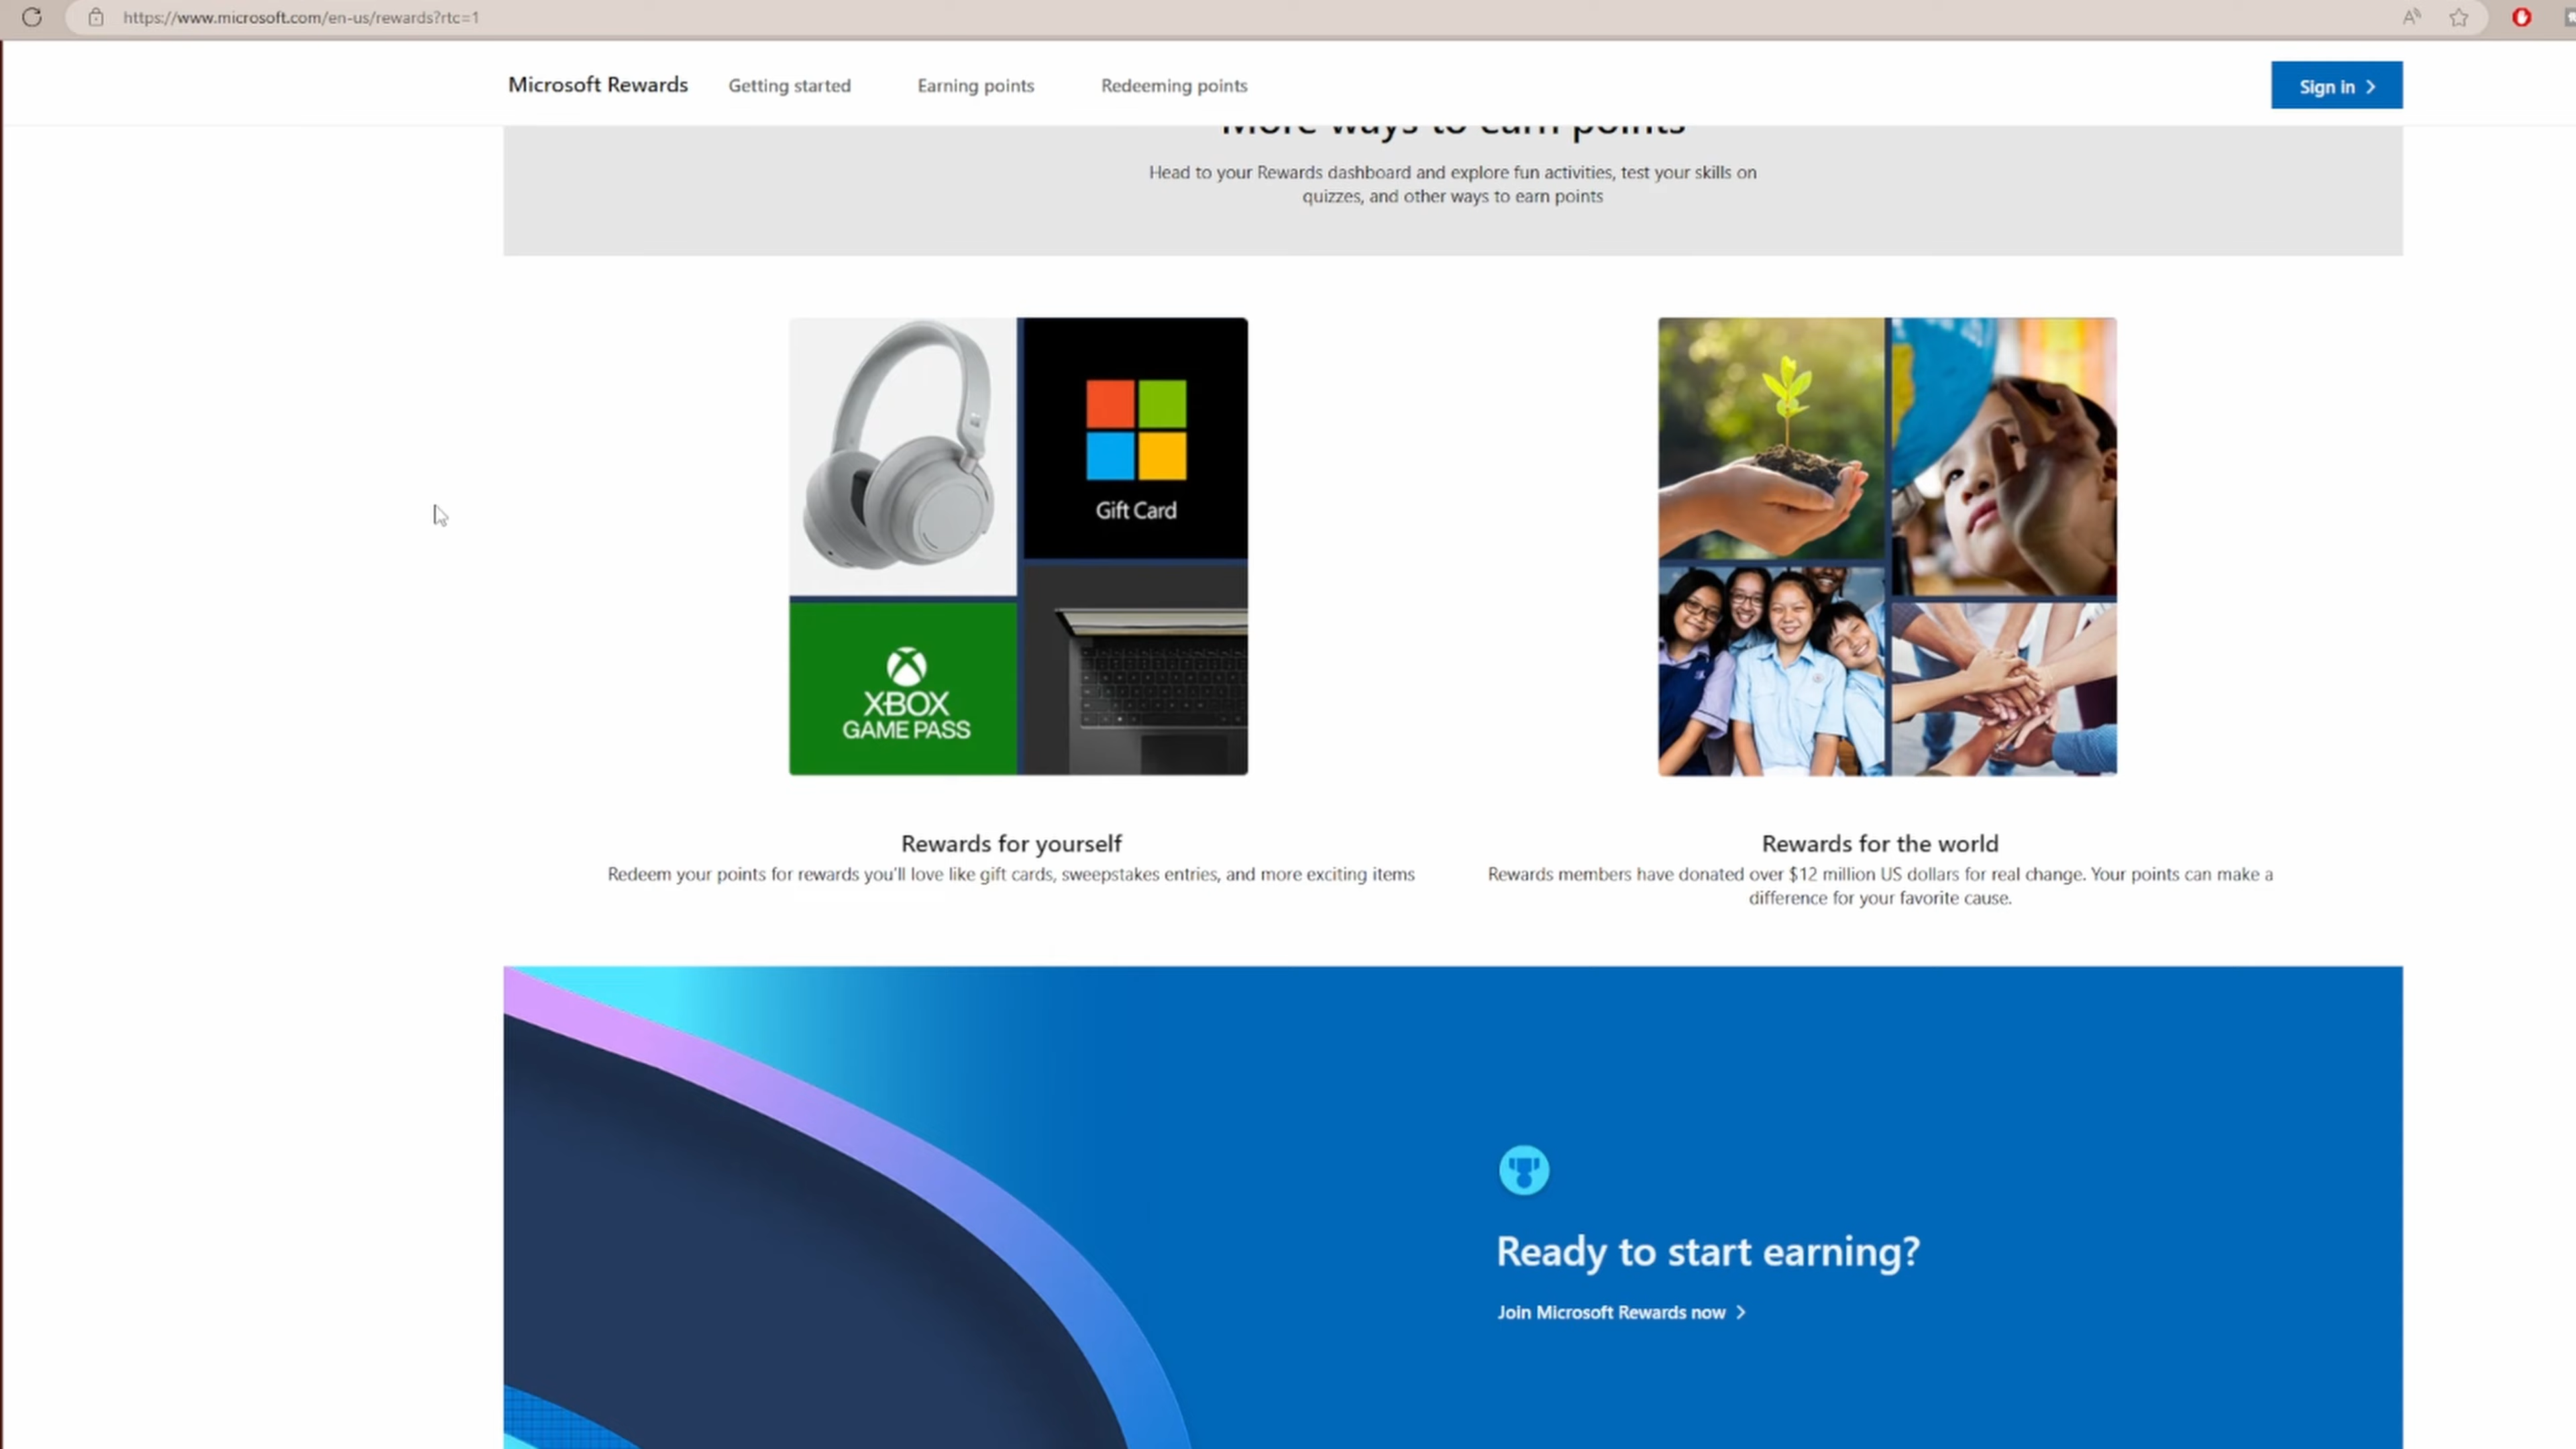 https://www.microsoft.com/en-us/rewards?rtc=1
Microsoft Rewards
Getting started
Earning points
Redeeming points
Sign in
More ways to earn points
Head to your Rewards dashboard and explore fun activities, test your skills on
quizzes, and other ways to earn points
Gift Card
XBOX
GAME PASS
Rewards for yourself
Redeem your points for rewards you'll love like gift cards, sweepstakes entries, and more exciting items
Rewards for the world
Rewards members have donated over $12 million US dollars for real change. Your points can make a
difference for your favorite cause.
Ready to start earning?
Join Microsoft Rewards now